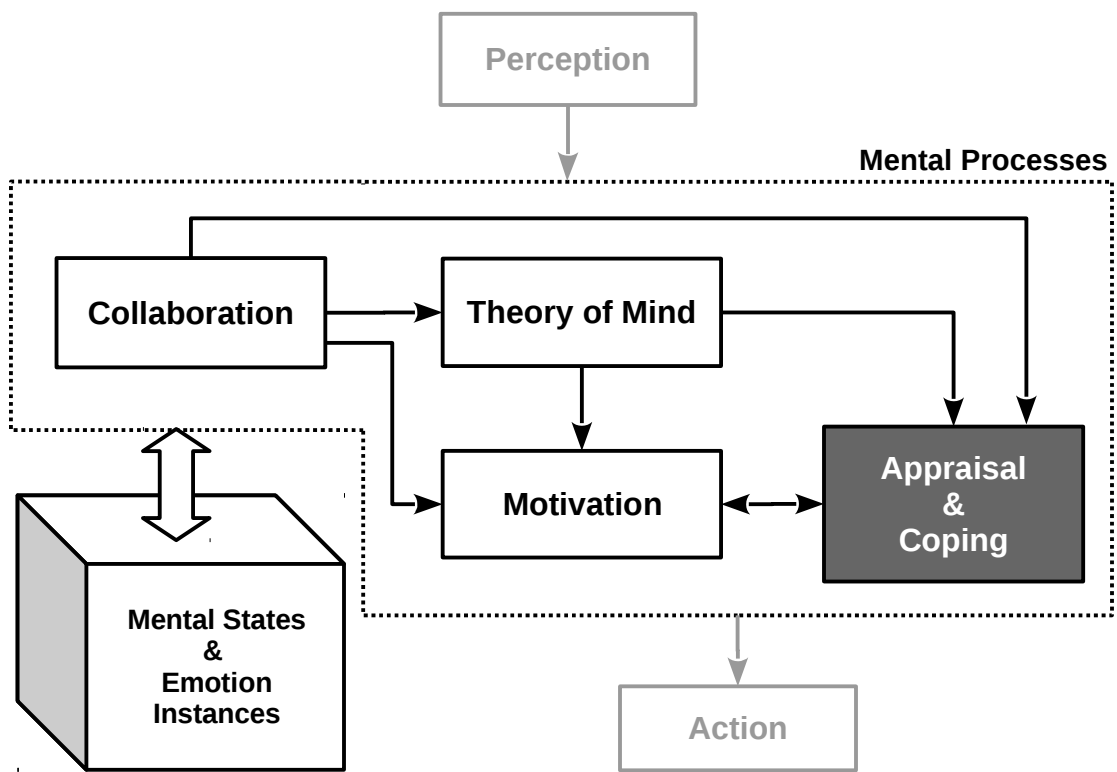 Perception
Mental Processes
Collaboration
Theory of Mind
Motivation
Appraisal
&
Coping
Mental States
&
Emotion
Instances
Action